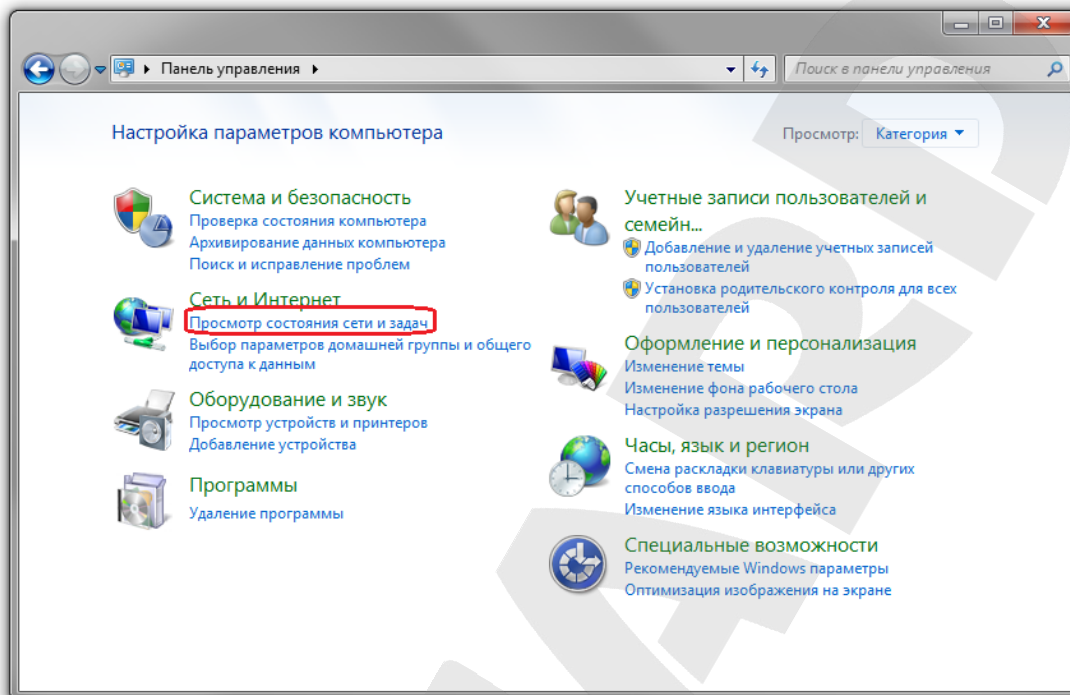 Панель управления
Поиск в панели управления
Настройка параметров компьютера
Просмотр: Категория
Система и безопасность
Проверка состояния компьютера
Архивирование данных компьютера
Поиск и исправление проблем
Сеть и Интернет
Просмотр состояния сети и задач
Выбор параметров домашней группы и общего
доступа к данным
Оборудование и звук
Просмотр устройств и принтеров
Добавление устройства
Программы
Удаление программы
Учетные записи пользователей и
семейн...
Добавление и удаление учетных записей
пользователей
Установка родительского контроля для всех
пользователей
Оформление и персонализация
Изменение темы
Изменение фона рабочего стола
Настройка разрешения экрана
Часы, язык и регион
Смена раскладки клавиатуры или других
способов ввода
Изменение языка интерфейса
Специальные возможности
Рекомендуемые Windows параметры
Оптимизация изображения на экране